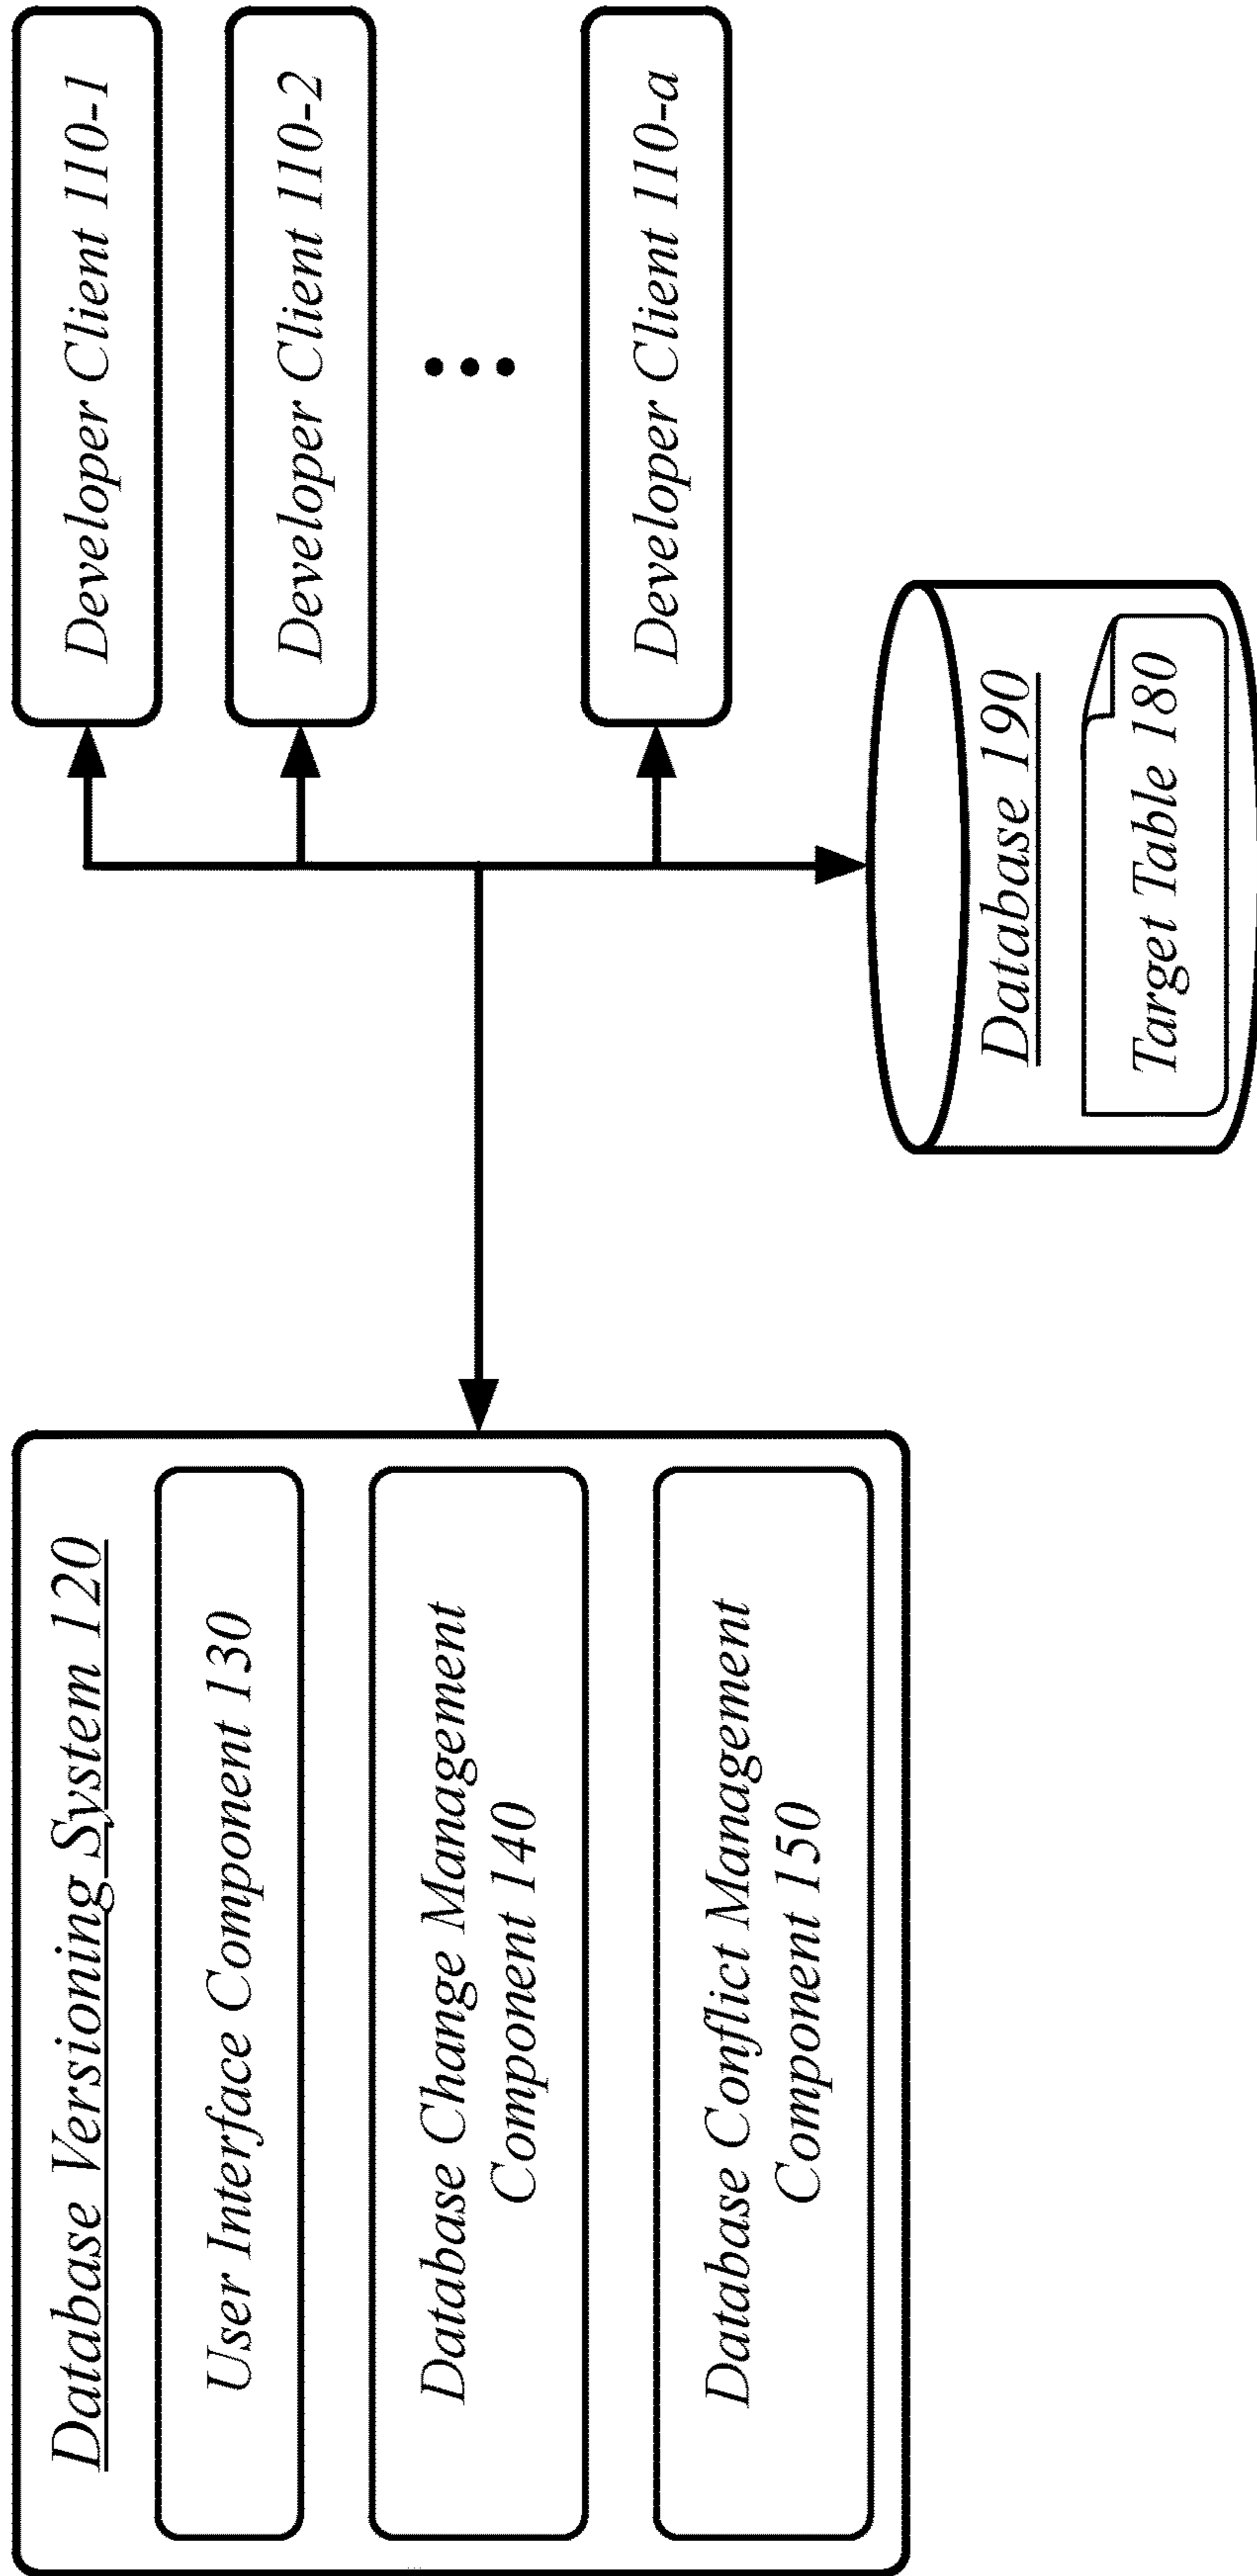 Database Versioning System 120
User Interface Component 130
Database Change Management
Component 140
Database Conflict Management
Component 150
Developer Client 110-1
Developer Client 110-2
Developer Client 110-a
Database 190
Target Table 180